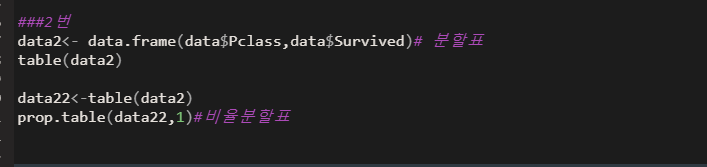 ###2번
data2<- data.frame(data$Pclass,data$Survived)# 분할표
table(data2)
data22<-table(data2)
prop.table(data22,1)#비율분할표